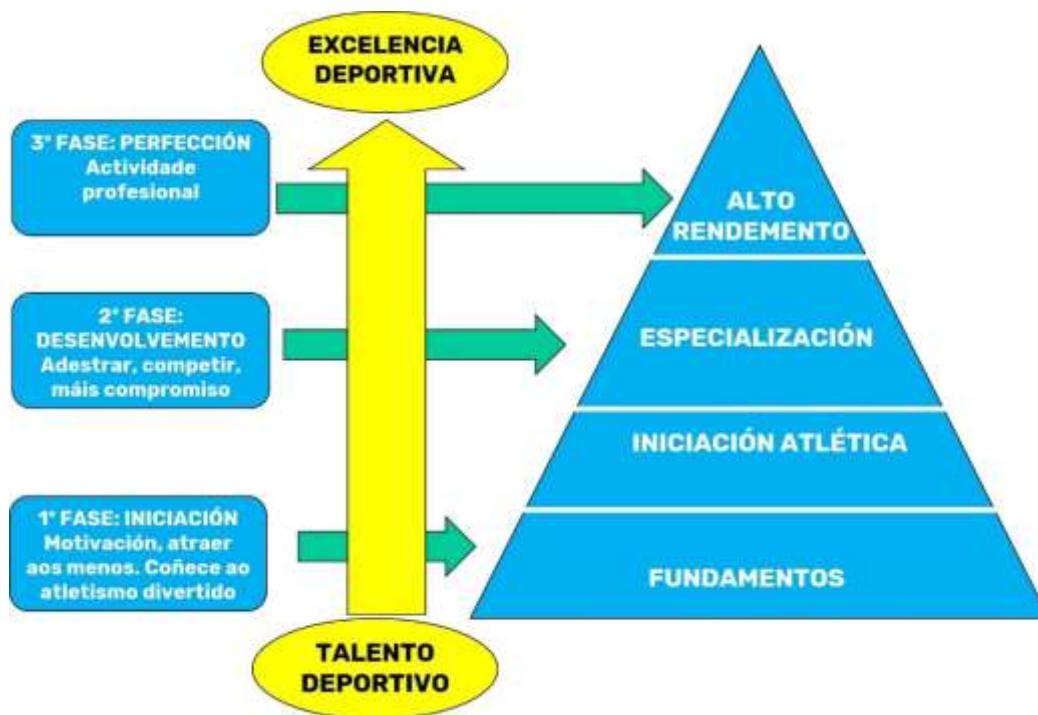 EXCELENCIA
DEPORTIVA
3ª FASE: PERFECCIÓN
Actividade
profesional
ALTO
RENDEMENTO
2ª FASE:
DESENVOLVEMENTO
Adestrar, competir,
máis compromiso
ESPECIALIZACIÓN
INICIACIÓN ATLÉTICA
1ª FASE: INICIACIÓN
Motivación, atraer
aos menos. Coñece ao
atletismo divertido
FUNDAMENTOS
TALENTO
DEPORTIVO